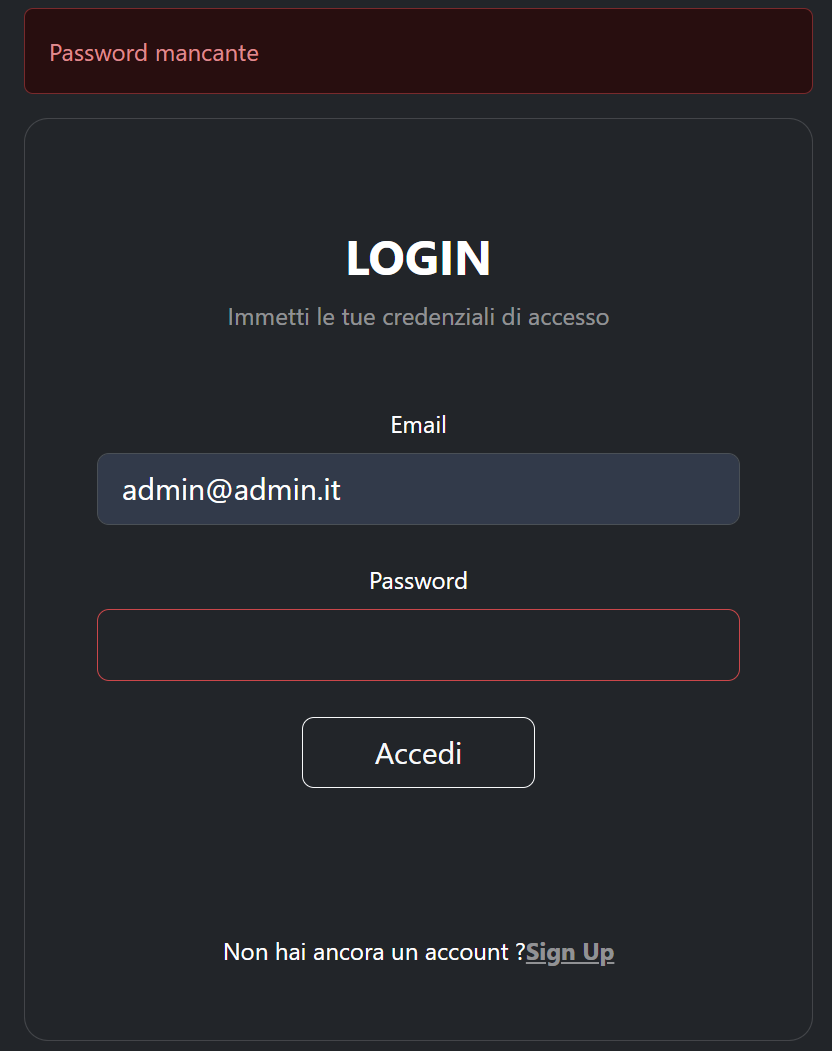 Password mancante
LOGIN
Immetti le tue credenziali di accesso
Email
admin@admin.it
Password
Accedi
Non hai ancora un account ?Sign Up